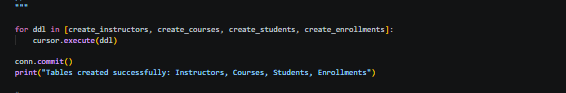 """
for ddl in [create_instructors, create_courses, create_students, create_enrollments]:
    cursor.execute(ddl)
conn.commit()
print("Tables created successfully: Instructors, Courses, Students, Enrollments")